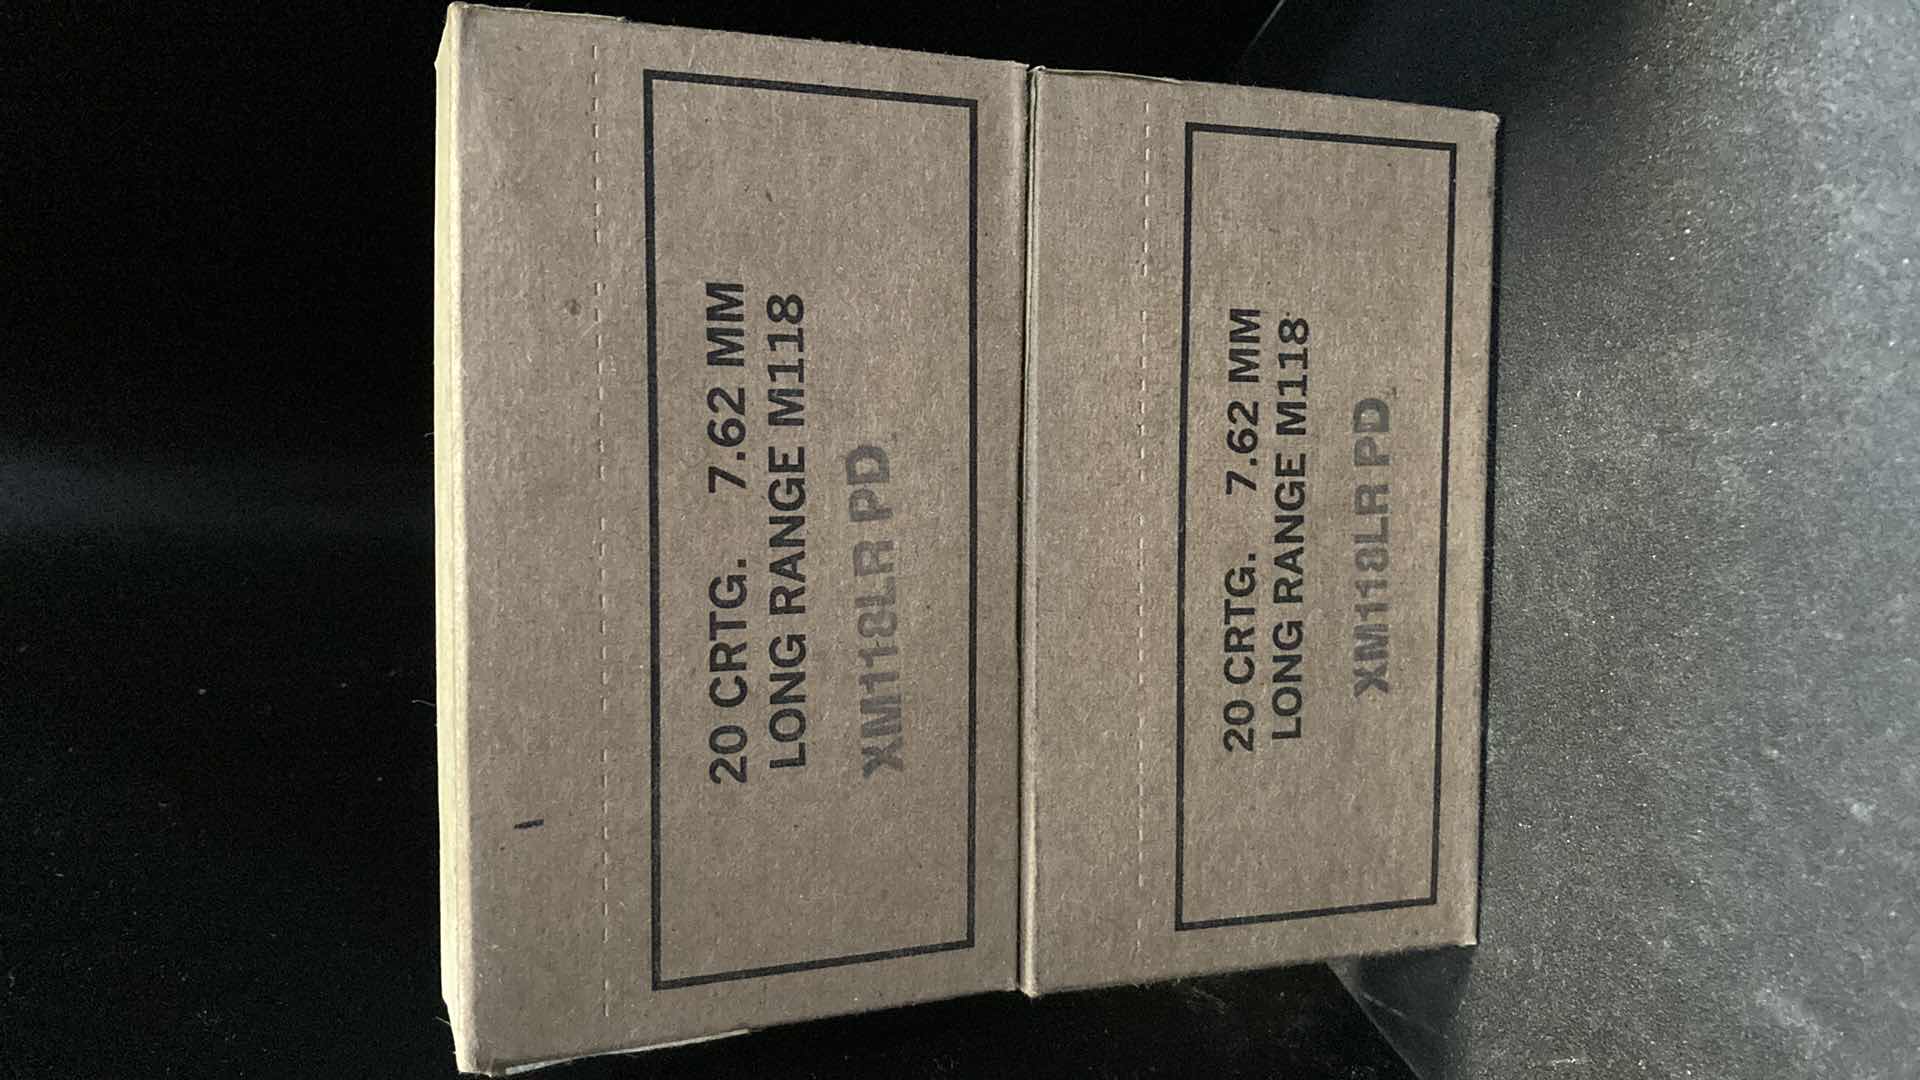 20 CRTG. 7.62 MM
LONG RANGE M118
XM118LR PD
20 CRTG. 7.62 MM
LONG RANGE M118
XM118LR PD